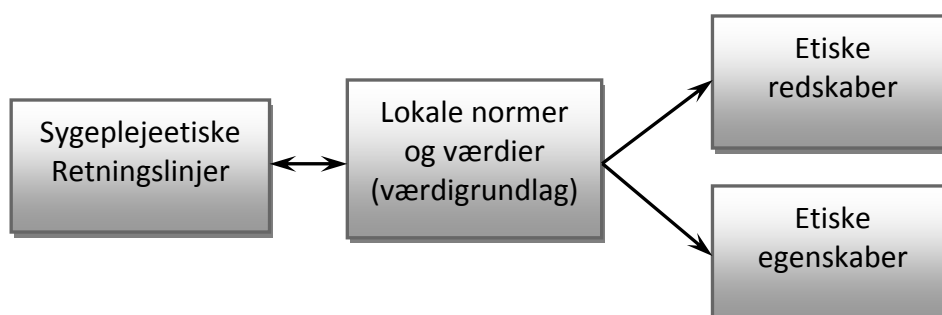 Sygeplejeetiske
Retningslinjer
Lokale normer
og værdier
(værdigrundlag)
Etiske
redskaber
Etiske
egenskaber